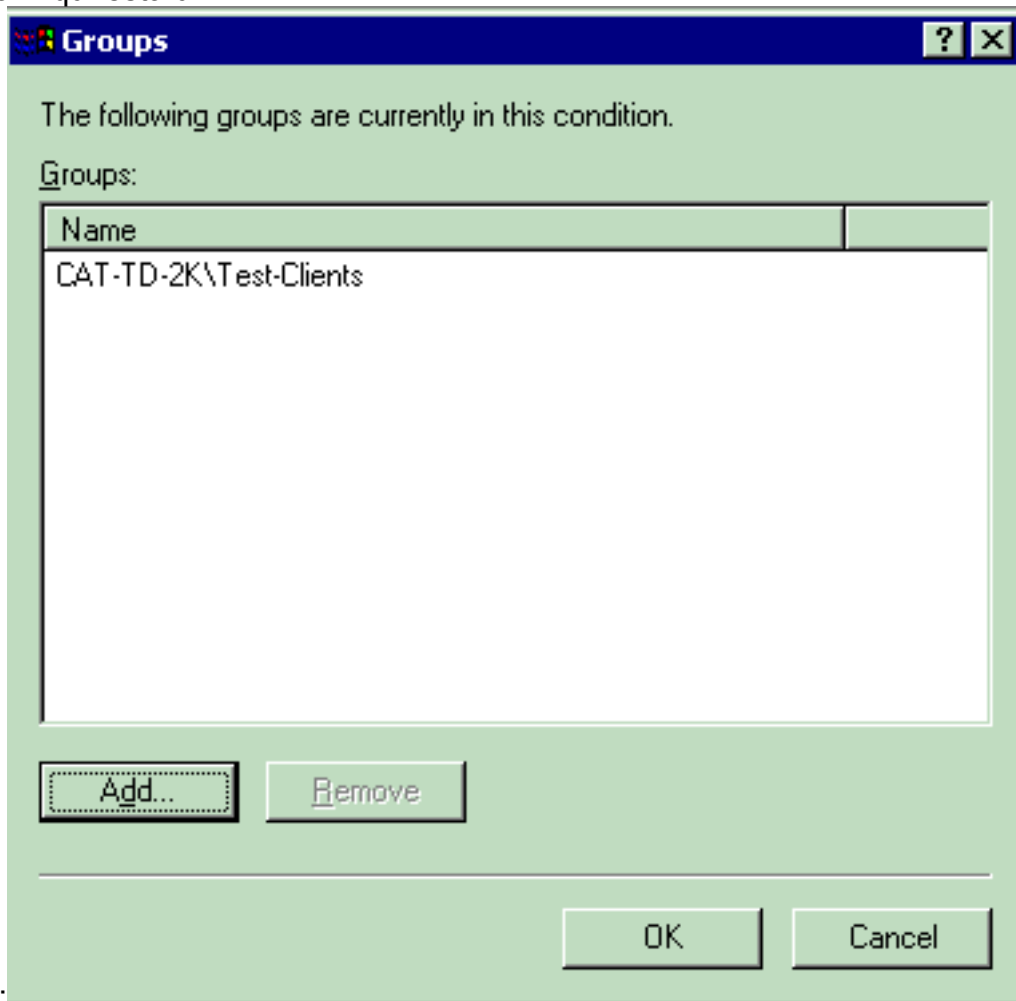 Groups
The following groups are currently in this condition.
Groups:
Name
CAT-TD-2K\Test-Clients
Add...
Remove
OK
Cancel
.